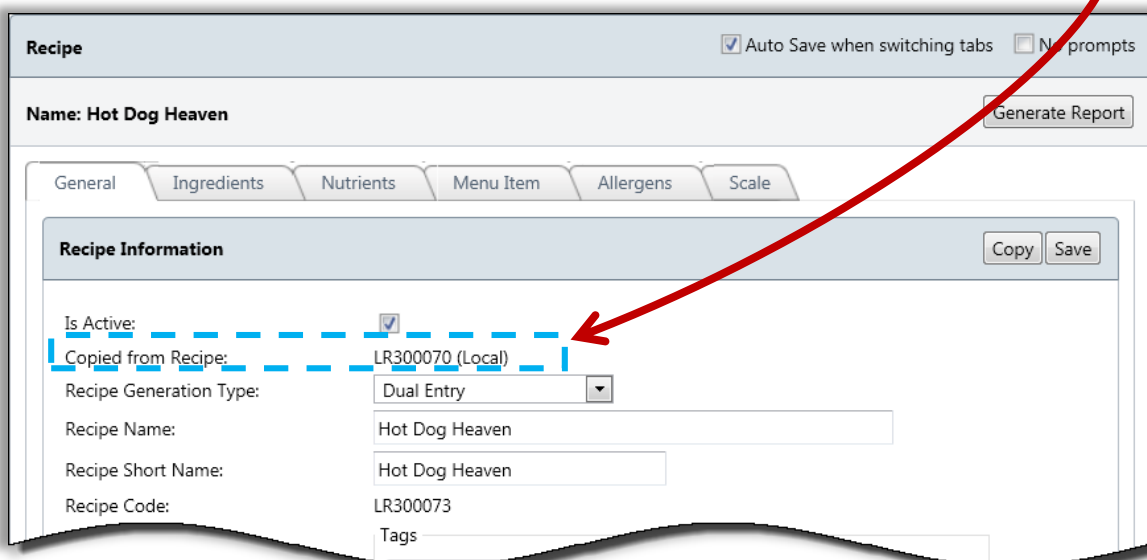 Recipe
Auto Save when switching tabs No prompts
Name: Hot Dog Heaven
Generate Report
General Ingredients Nutrients Menu Item Allergens Scale
Recipe Information
Copy Save
Is Active:
Copied from Recipe: LR300070 (Local)
Recipe Generation Type: Dual Entry
Recipe Name: Hot Dog Heaven
Recipe Short Name: Hot Dog Heaven
Recipe Code: LR300073
Tags